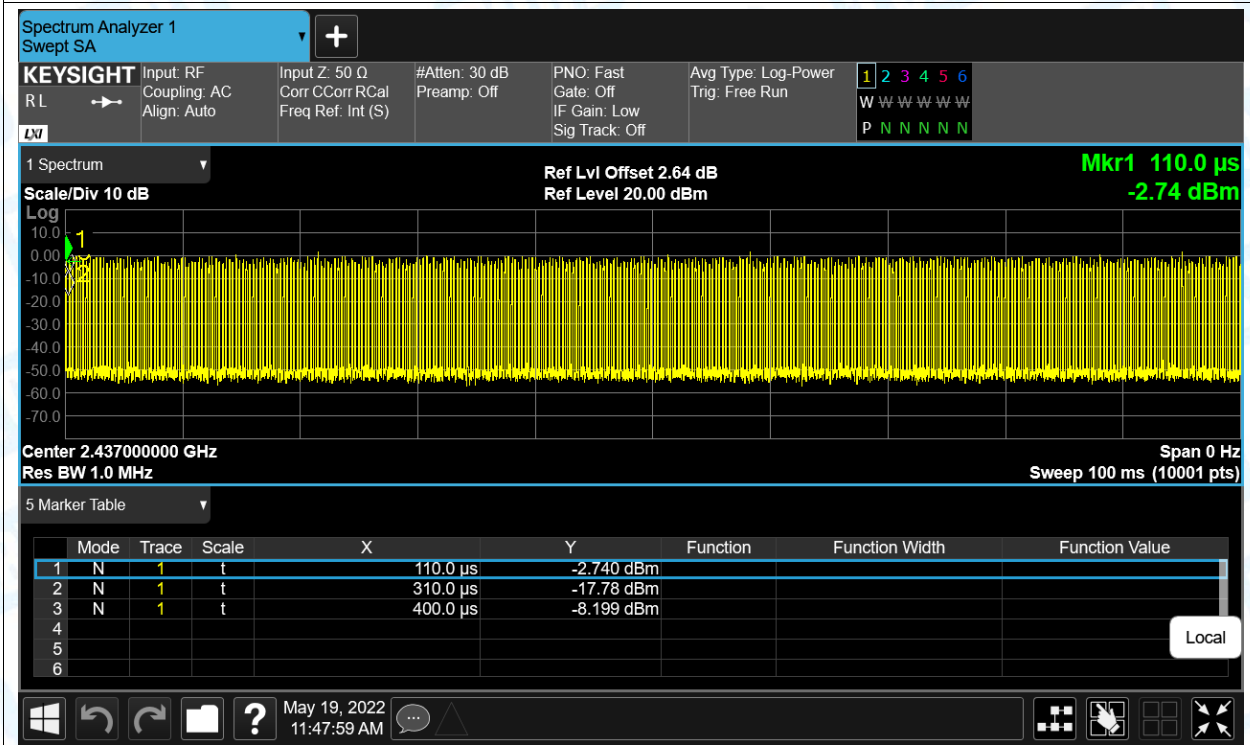 Spectrum Analyzer 1
Swept SA
KEYSIGHT
R L
LXI
Input: RF
Coupling: AC
Align: Auto
Input Z: 50 Ω
Corr CCorr RCal
Freq Ref: Int (S)
#Atten: 30 dB
Preamp: Off
PNO: Fast
Gate: Off
IF Gain: Low
Sig Track: Off
Avg Type: Log-Power
Trig: Free Run
1 2 3 4 5 6
W W W W W W
P N N N N N
1 Spectrum
Scale/Div 10 dB
Ref Lvl Offset 2.64 dB
Ref Level 20.00 dBm
Mkr1 110.0 µs
-2.74 dBm
Log
10.0
0.00
-10.0
-20.0
-30.0
-40.0
-50.0
-60.0
-70.0
1
Center 2.437000000 GHz
Res BW 1.0 MHz
Span 0 Hz
Sweep 100 ms (10001 pts)
5 Marker Table
Mode Trace Scale X Y Function Function Width Function Value
1 N 1 t 110.0 µs -2.740 dBm
2 N 1 t 310.0 µs -17.78 dBm
3 N 1 t 400.0 µs -8.199 dBm
4
5
6
Local
?
May 19, 2022
11:47:59 AM